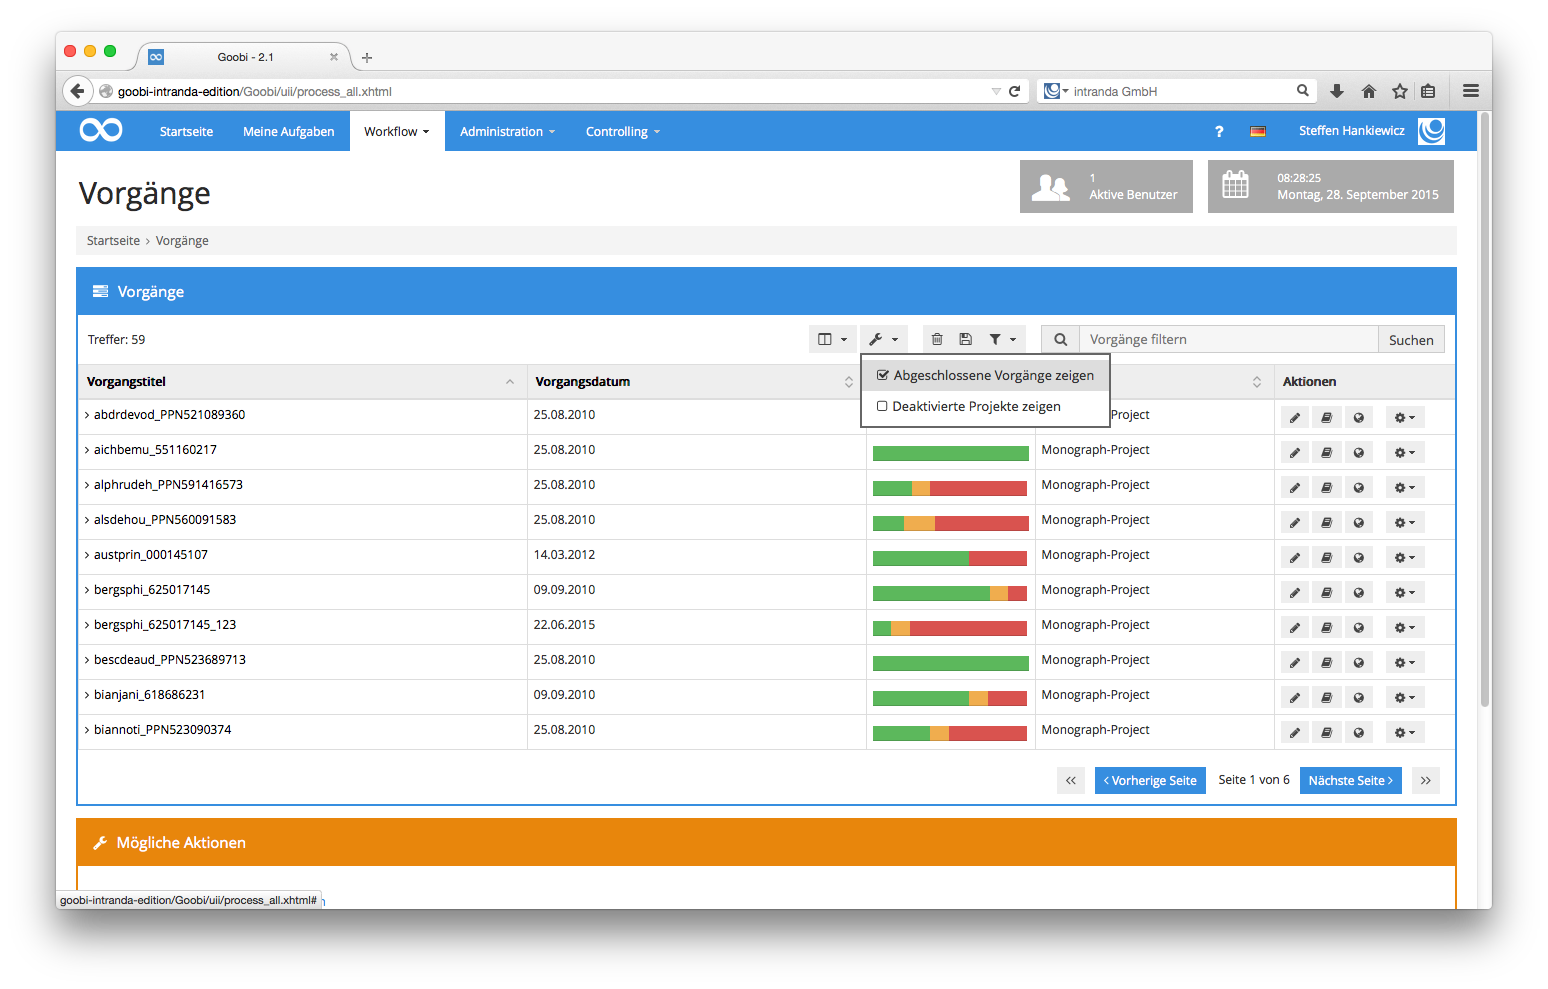 Goobi - 2.1
goobi-intranda-edition/Goobi/uii/process_all.xhtml
intranda GmbH
Startseite
Meine Aufgaben
Workflow
Administration
Controlling
?
Steffen Hankiewicz
Vorgänge
1
Aktive Benutzer
08:28:25
Montag, 28. September 2015
Startseite › Vorgänge
Vorgänge
Treffer: 59
Vorgänge filtern
Suchen
Abgeschlossene Vorgänge zeigen
Deaktivierte Projekte zeigen
Vorgangstitel
Vorgangsdatum
Aktionen
abdrdevod_PPN521089360 25.08.2010 rch-Project
aichbemu_551160217 25.08.2010 Monograph-Project
alphrudeh_PPN591416573 25.08.2010 Monograph-Project
alsdehou_PPN560091583 25.08.2010 Monograph-Project
austprin_000145107 14.03.2012 Monograph-Project
bergsphi_625017145 09.09.2010 Monograph-Project
bergsphi_625017145_123 22.06.2015 Monograph-Project
bescdeaud_PPN523689713 25.08.2010 Monograph-Project
bianjani_618686231 09.09.2010 Monograph-Project
biannoti_PPN523090374 25.08.2010 Monograph-Project
‹‹ ‹ Vorherige Seite Seite 1 von 6 Nächste Seite › ››
Mögliche Aktionen
goobi-intranda-edition/Goobi/uii/process_all.xhtml#